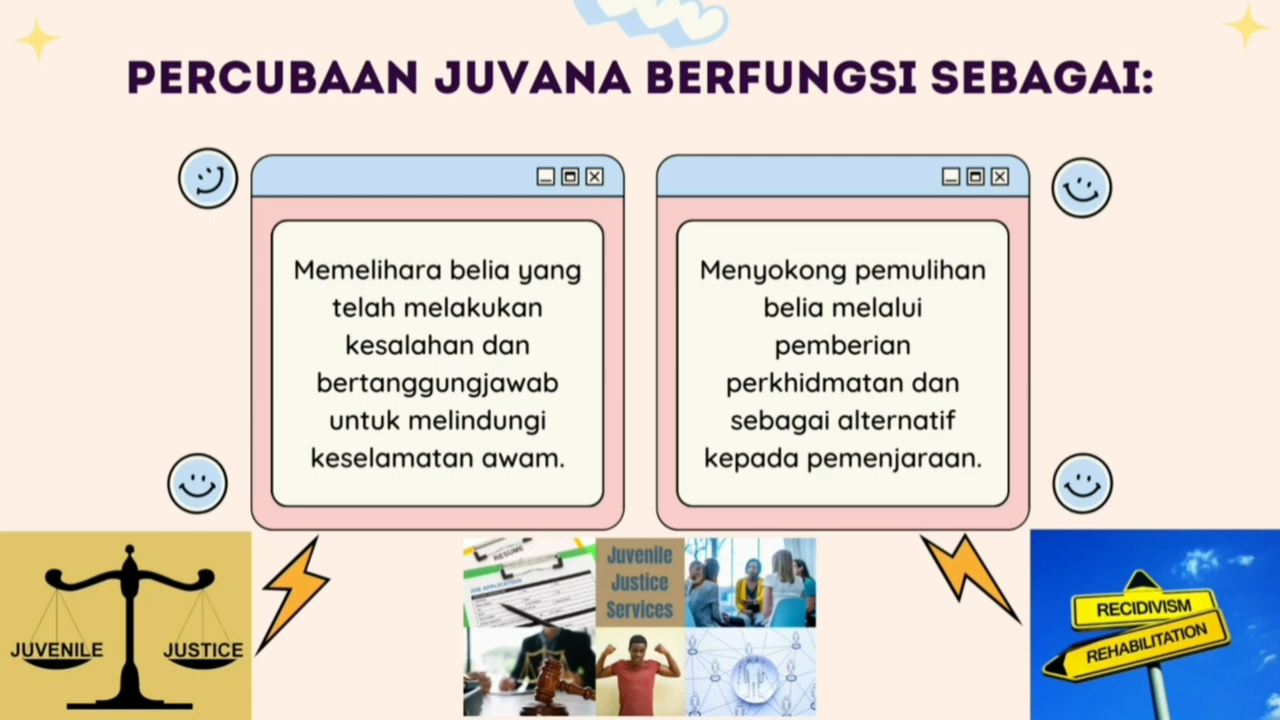 PERCUBAAN JUVANA BERFUNGSI SEBAGAI:
Memelihara belia yang
telah melakukan
kesalahan dan
bertanggungjawab
untuk melindungi
keselamatan awam.
Menyokong pemulihan
belia melalui
pemberian
perkhidmatan dan
sebagai alternatif
kepada pemenjaraan.
JUVENILE
JUSTICE
RESUME
JOB APPLICATION
Juvenile
Justice
Services
RECIDIVISM
REHABILITATION